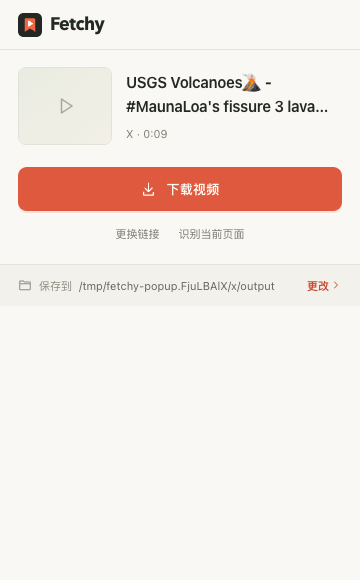 Fetchy
USGS Volcanoes🌋 -
#MaunaLoa's fissure 3 lava...
X · 0:09
下载视频
更换链接 识别当前页面
保存到 /tmp/fetchy-popup.FjuLBAlX/x/output 更改